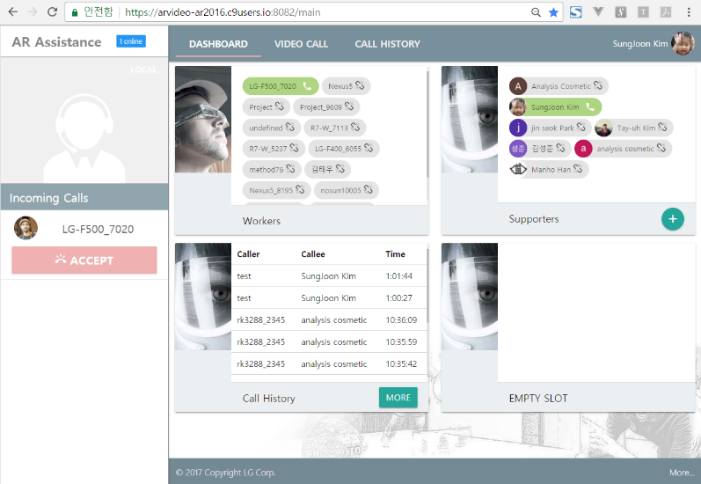 안전함 https://arvideo-ar2016.c9users.io:8082/main
AR Assistance 1 online
DASHBOARD VIDEO CALL CALL HISTORY SungJoon Kim
LOCAL
Incoming Calls
LG-F500_7020
ACCEPT
LG-F500_7020 Nexus5
Project Project_9609
undefined R7-W_7113
R7-W_5237 LG-F400_6055
method76 김태우
Nexus5_8195 nosun10005
Workers
A Analysis Cosmetic
SungJoon Kim
j jin seok Park Tay-uh Kim
성준 김성준 a analysis cosmetic
Manho Han
Supporters +
Caller Callee Time
test SungJoon Kim 1:01:44
test SungJoon Kim 1:00:27
rk3288_2345 analysis cosmetic 10:36:09
rk3288_2345 analysis cosmetic 10:35:59
rk3288_2345 analysis cosmetic 10:35:42
Call History MORE
EMPTY SLOT
© 2017 Copyright LG Corp. More...